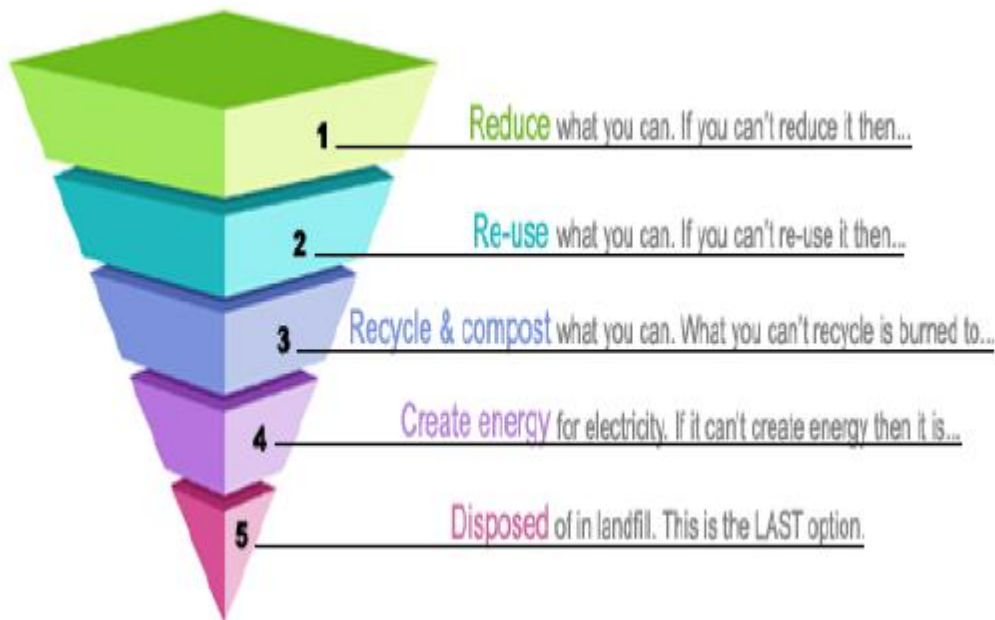 1 Reduce what you can. If you can't reduce it then...
2 Re-use what you can. If you can't re-use it then...
3 Recycle & compost what you can. What you can't recycle is burned to...
4 Create energy for electricity. If it can't create energy then it is...
5 Disposed of in landfill. This is the LAST option.